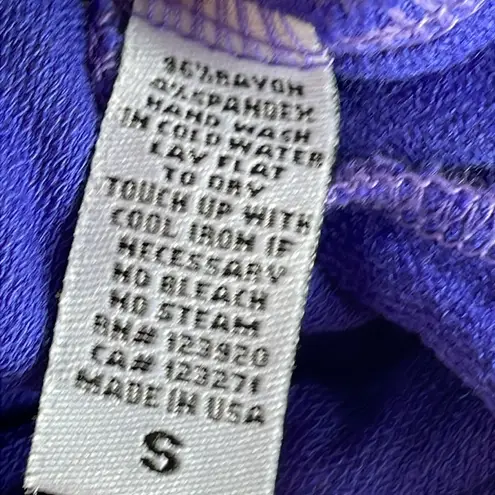 96% RAYON
4% SPANDEX
HAND WASH
IN COLD WATER
LAY FLAT
TO DRY
TOUCH UP WITH
COOL IRON IF
NECESSARY
NO BLEACH
NO STEAM
RN# 123920
CA# 123271
MADE IN USA
S